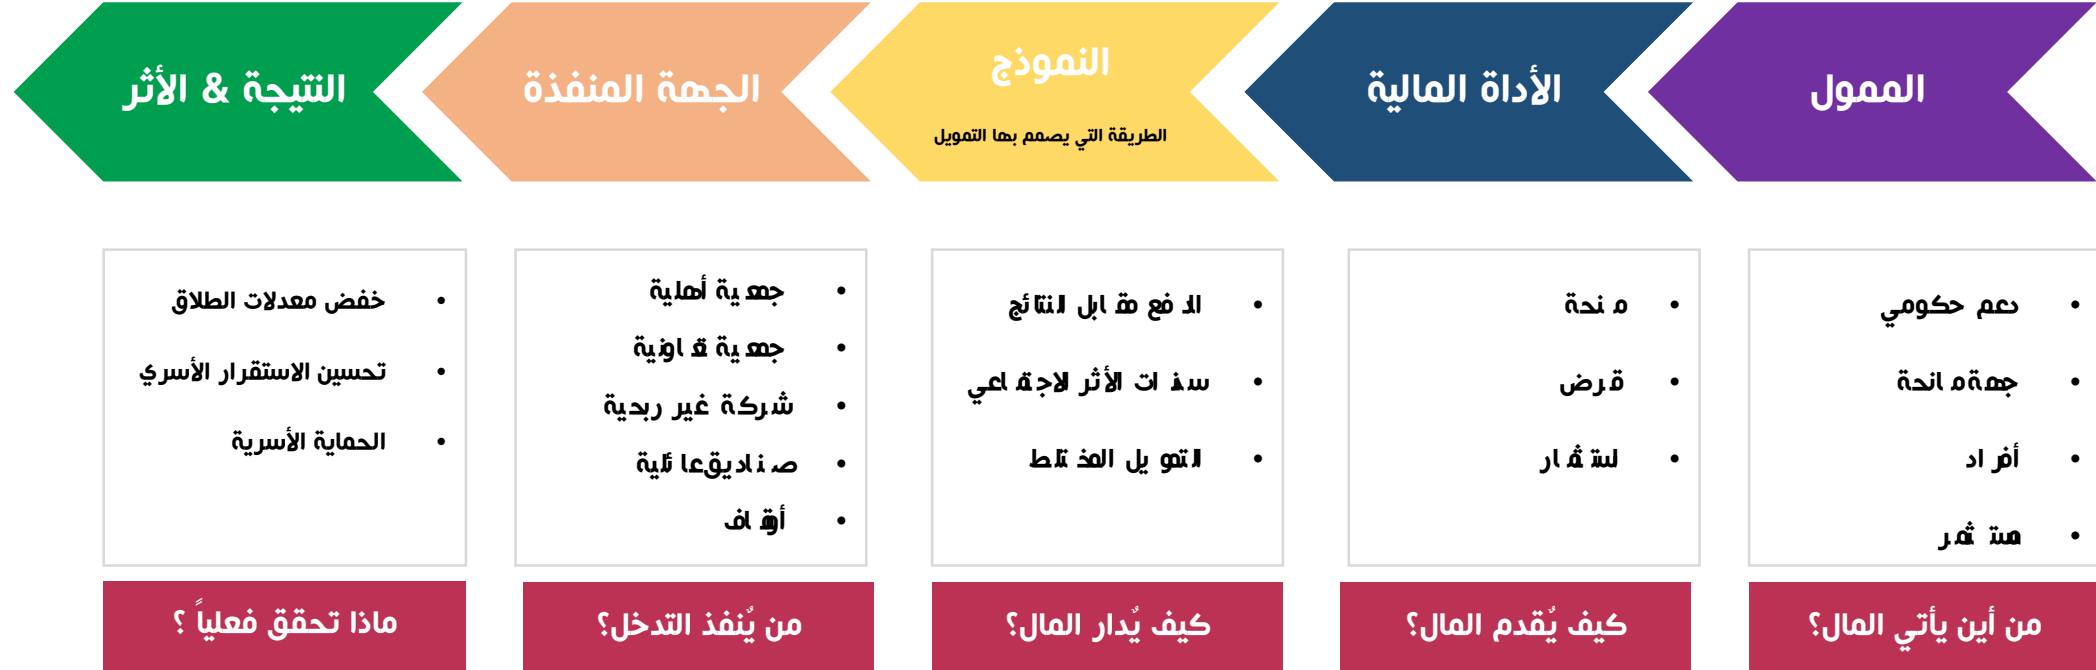 الممول
الأداة المالية
النموذج
الطريقة التي يصمم بها التمويل
الجهة المنفذة
النتيجة & الأثر
• دعم حكومي
• جهة مانحة
• أفراد
• مستثمر
من أين يأتي المال؟
• منحة
• قرض
• استثمار
كيف يُقدم المال؟
• الدفع مقابل النتائج
• سندات الأثر الاجتماعي
• التمويل المختلط
كيف يُدار المال؟
• جمعية أهلية
• جمعية تعاونية
• شركة غير ربحية
• صناديق عائلية
• أوقاف
من يُنفذ التدخل؟
• خفض معدلات الطلاق
• تحسين الاستقرار الأسري
• الحماية الأسرية
ماذا تحقق فعلياً ؟